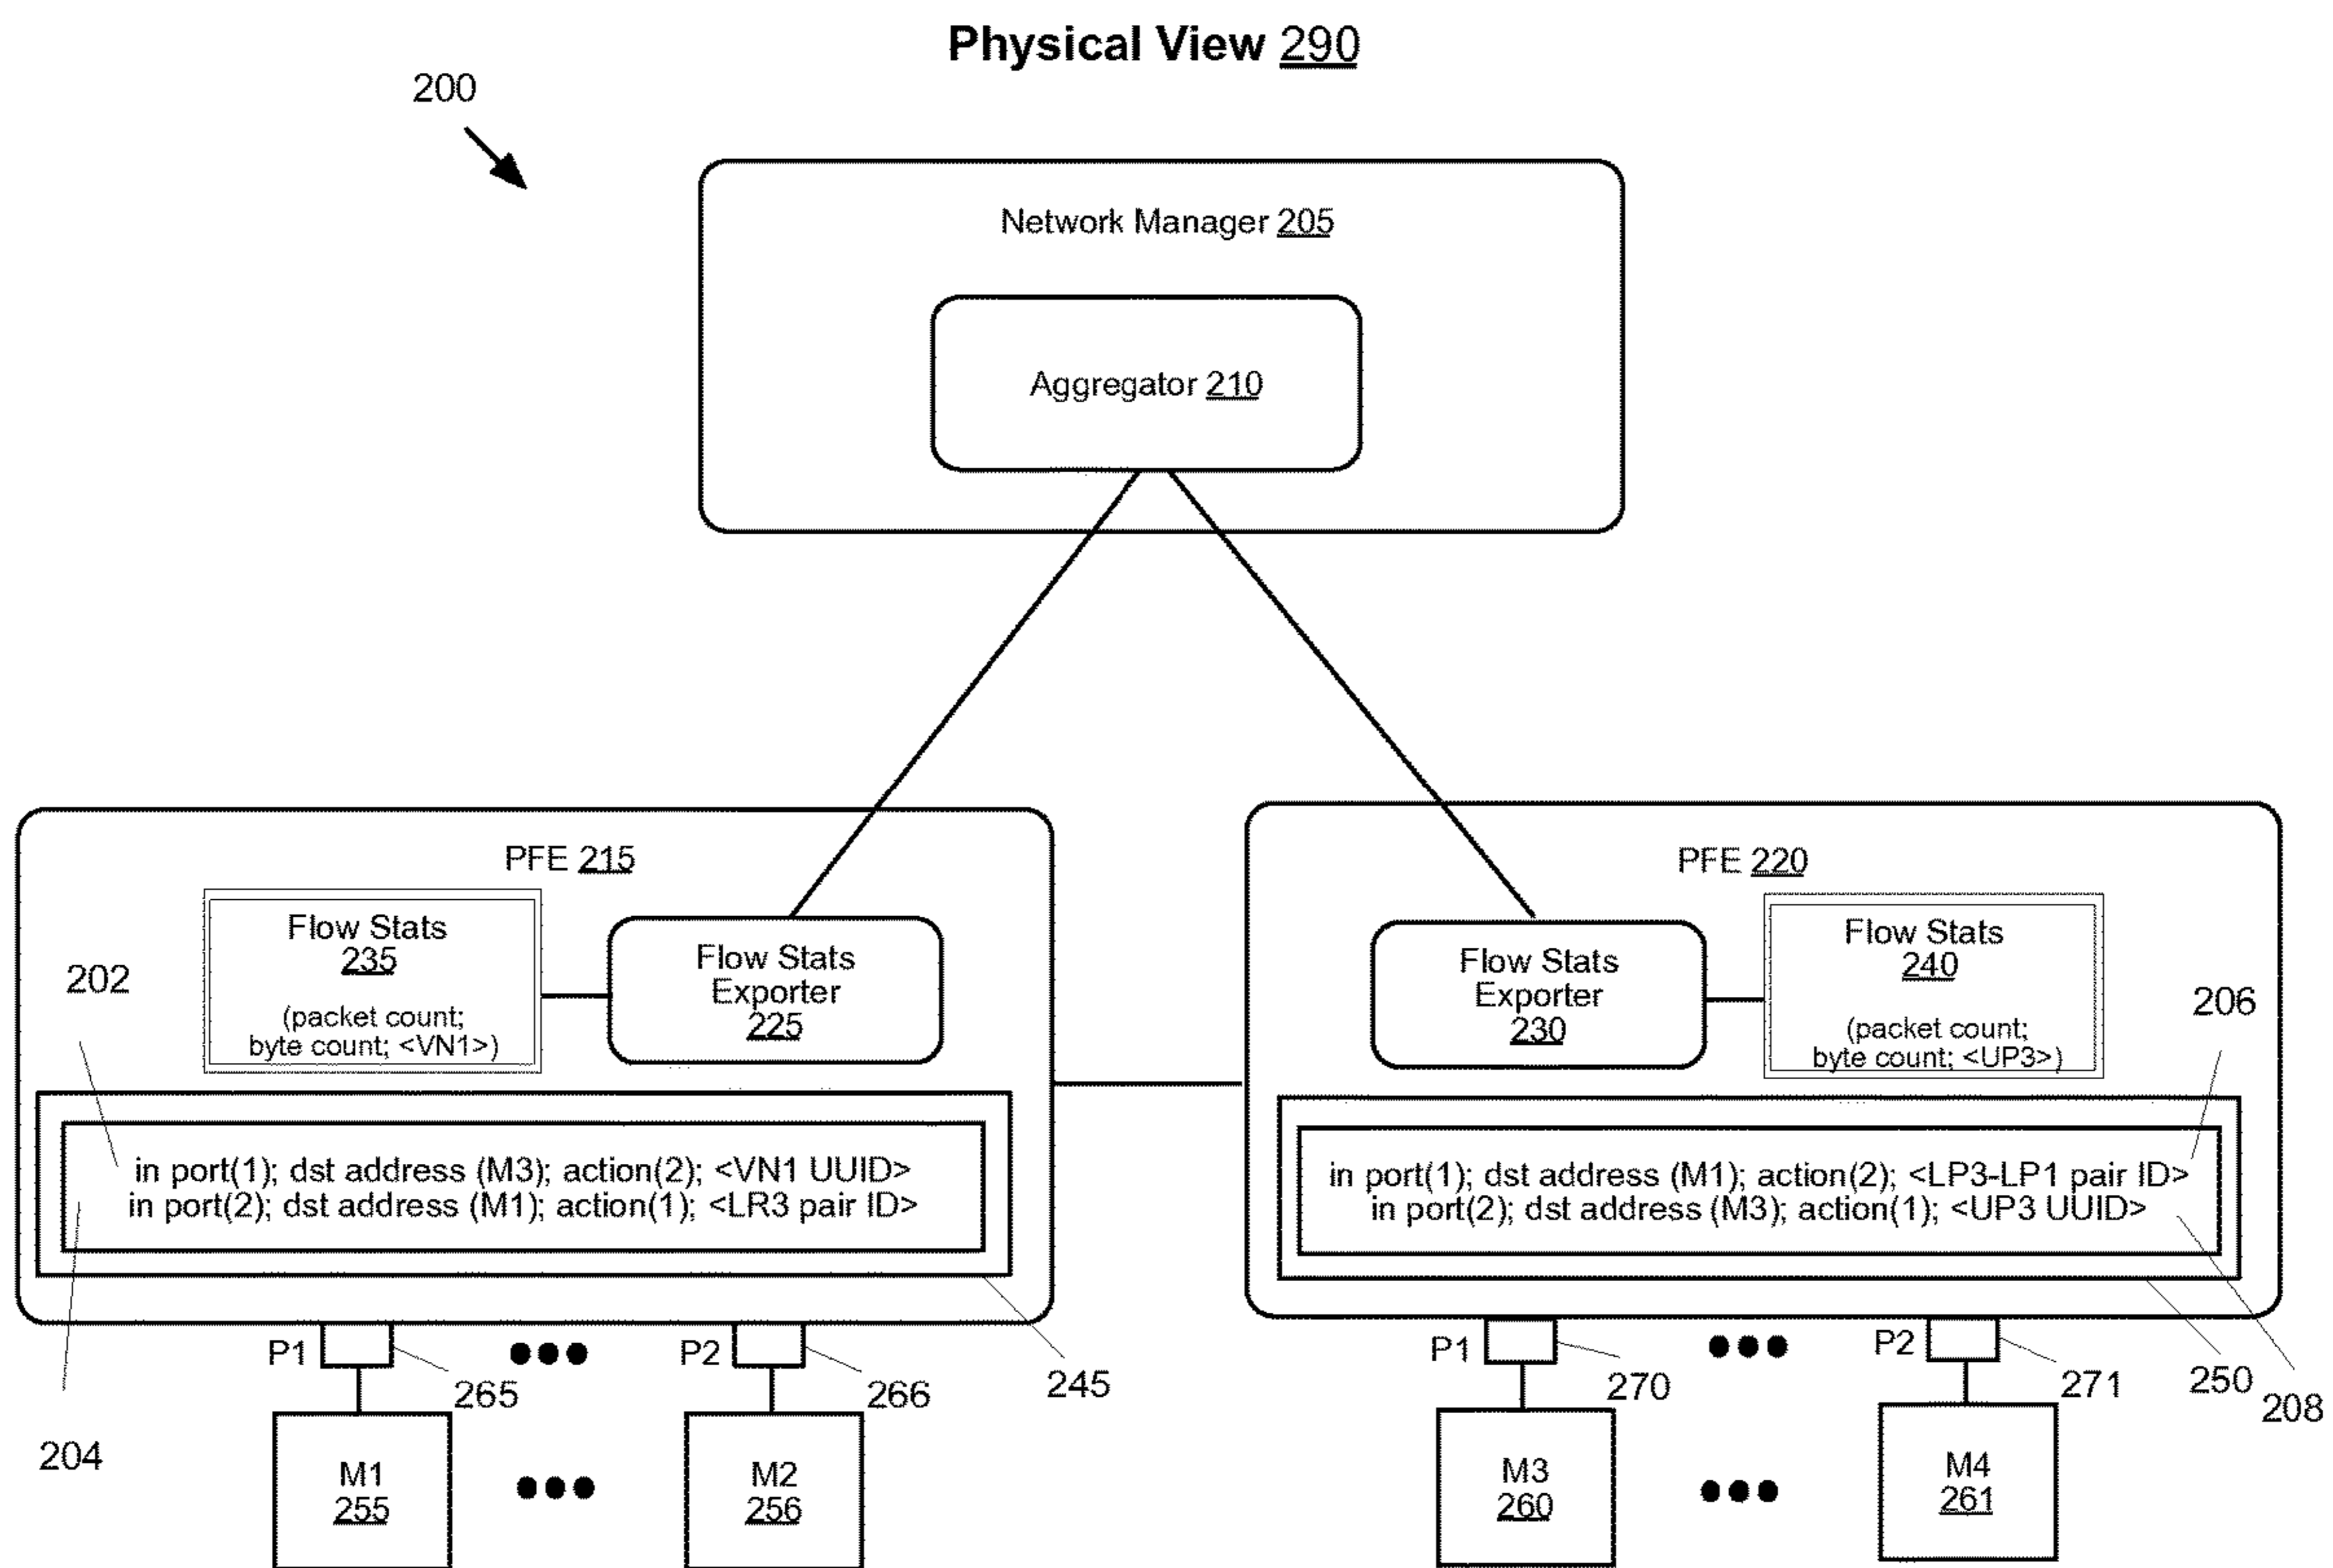 Physical View 290
200
Network Manager 205
Aggregator 210
PFE 215
Flow Stats
235
(packet count;
byte count; <VN1>)
Flow Stats
Exporter
225
202
in port(1); dst address (M3); action(2); <VN1 UUID>
in port(2); dst address (M1); action(1); <LR3 pair ID>
P1
265
P2
266
245
204
M1
255
M2
256
PFE 220
Flow Stats
Exporter
230
Flow Stats
240
(packet count;
byte count; <UP3>)
206
in port(1); dst address (M1); action(2); <LP3-LP1 pair ID>
in port(2); dst address (M3); action(1); <UP3 UUID>
P1
270
P2
271
250
208
M3
260
M4
261